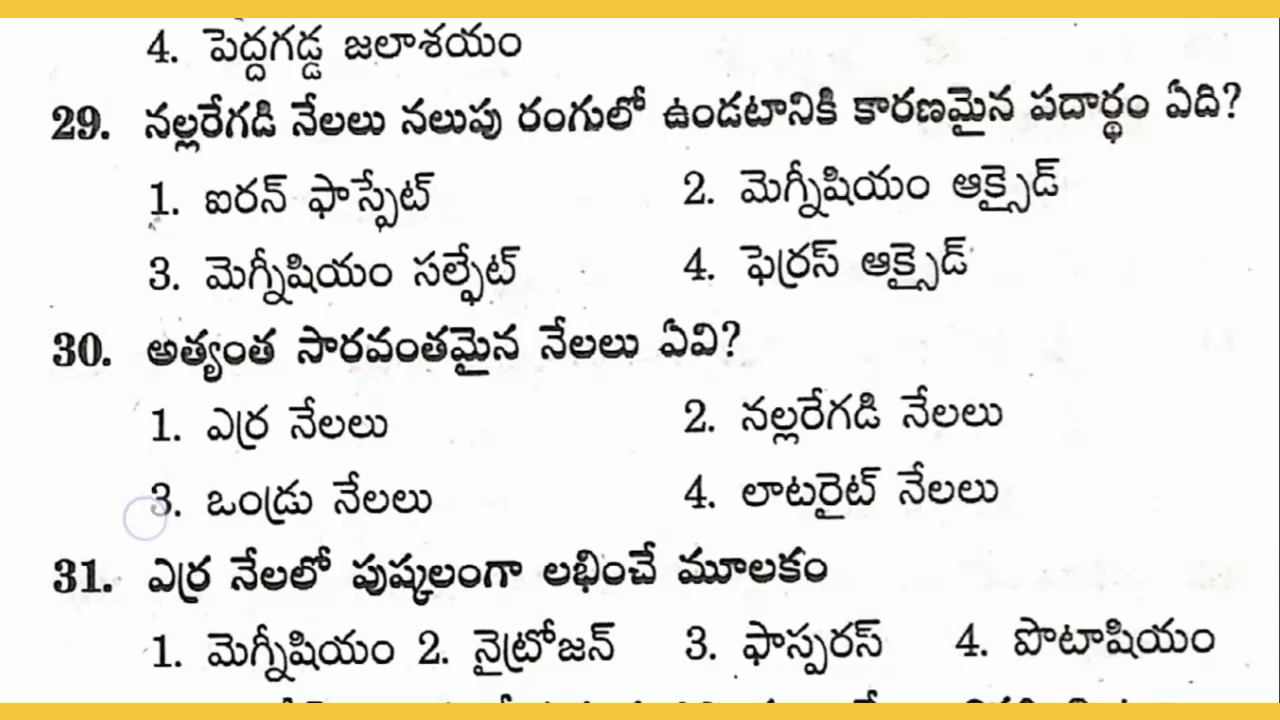 4. పెద్దగడ్డ జలాశయం
29. నల్లరేగడి నేలలు నలుపు రంగులో ఉండటానికి కారణమైన పదార్థం ఏది?
1. ఐరన్ ఫాస్ఫేట్ 2. మెగ్నీషియం ఆక్సైడ్
3. మెగ్నీషియం సల్ఫేట్ 4. ఫెర్రస్ ఆక్సైడ్
30. అత్యంత సారవంతమైన నేలలు ఏవి?
1. ఎర్ర నేలలు 2. నల్లరేగడి నేలలు
3. ఒండ్రు నేలలు 4. లాటరైట్ నేలలు
31. ఎర్ర నేలలో పుష్కలంగా లభించే మూలకం
1. మెగ్నీషియం 2. నైట్రోజన్ 3. ఫాస్పరస్ 4. పొటాషియం